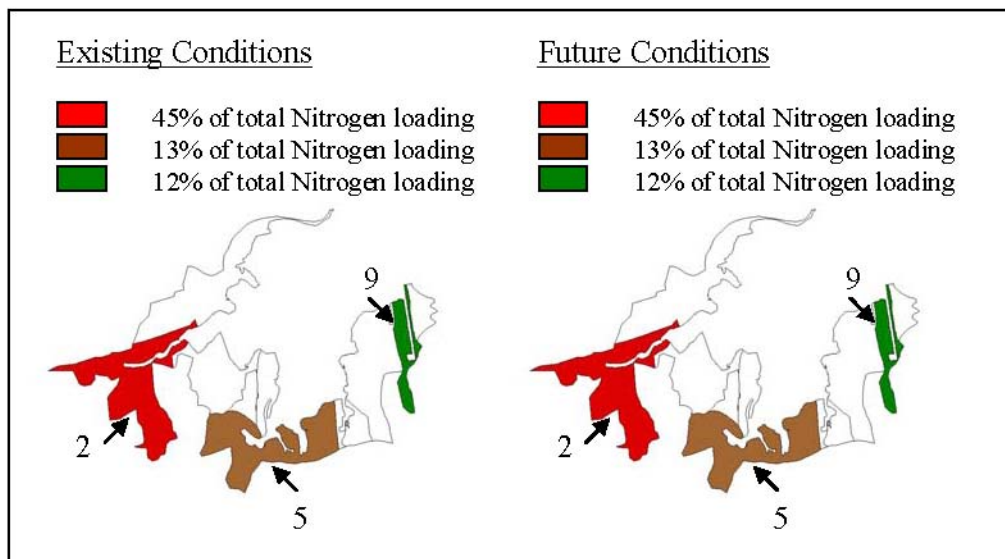 Existing Conditions
45% of total Nitrogen loading
13% of total Nitrogen loading
12% of total Nitrogen loading
9
2
5
Future Conditions
45% of total Nitrogen loading
13% of total Nitrogen loading
12% of total Nitrogen loading
9
2
5